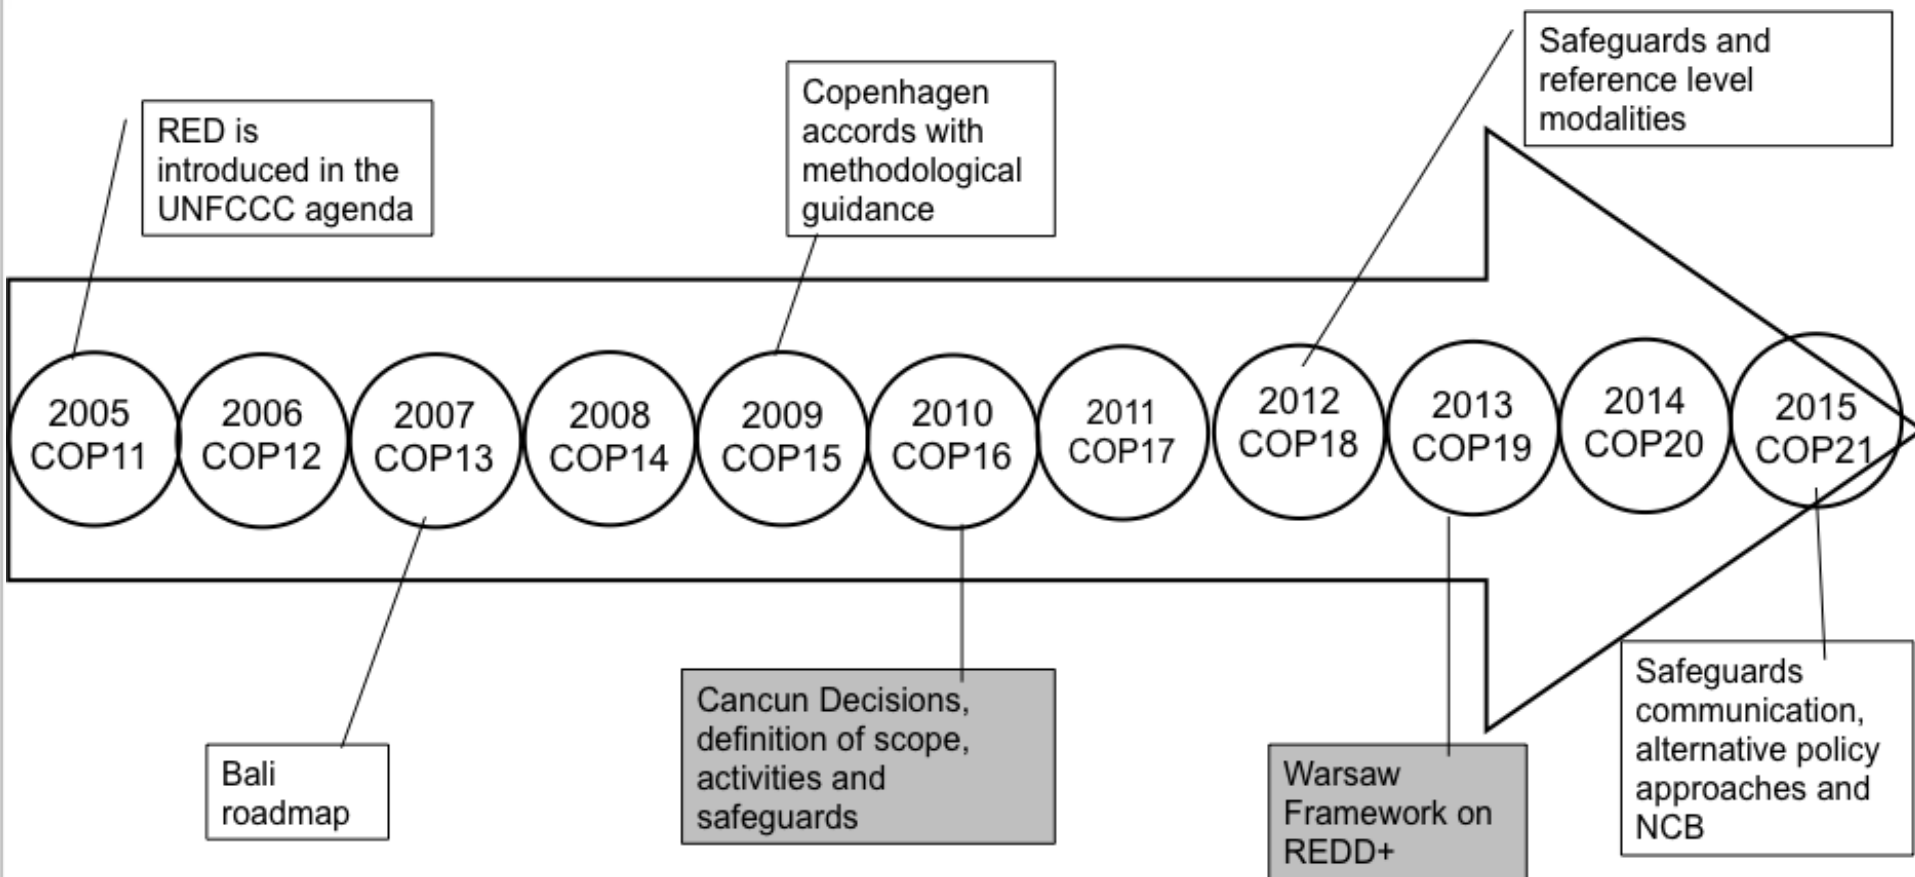 Safeguards and
reference level
modalities
Copenhagen
accords with
methodological
guidance
RED is
introduced in the
UNFCCC agenda
2005
COP11
2006
COP12
2007
COP13
2008
COP14
2009
COP15
2010
COP16
2011
COP17
2012
COP18
2013
COP19
2014
COP20
2015
COP21
Bali
roadmap
Cancun Decisions,
definition of scope,
activities and
safeguards
Warsaw
Framework on
REDD+
Safeguards
communication,
alternative policy
approaches and
NCB